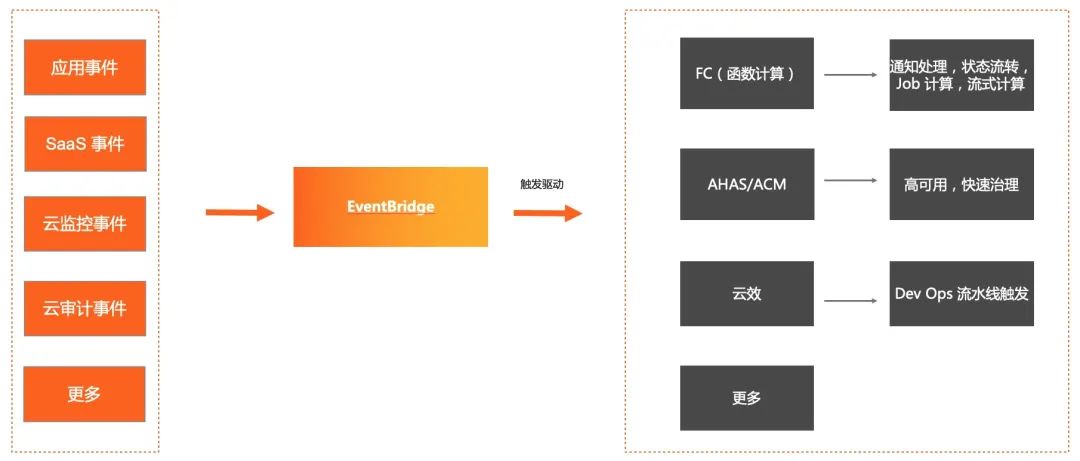 应用事件
SaaS 事件
云监控事件
云审计事件
更多
EventBridge
触发驱动
FC（函数计算）
通知处理，状态流转，
Job 计算，流式计算
AHAS/ACM
高可用，快速治理
云效
Dev Ops 流水线触发
更多